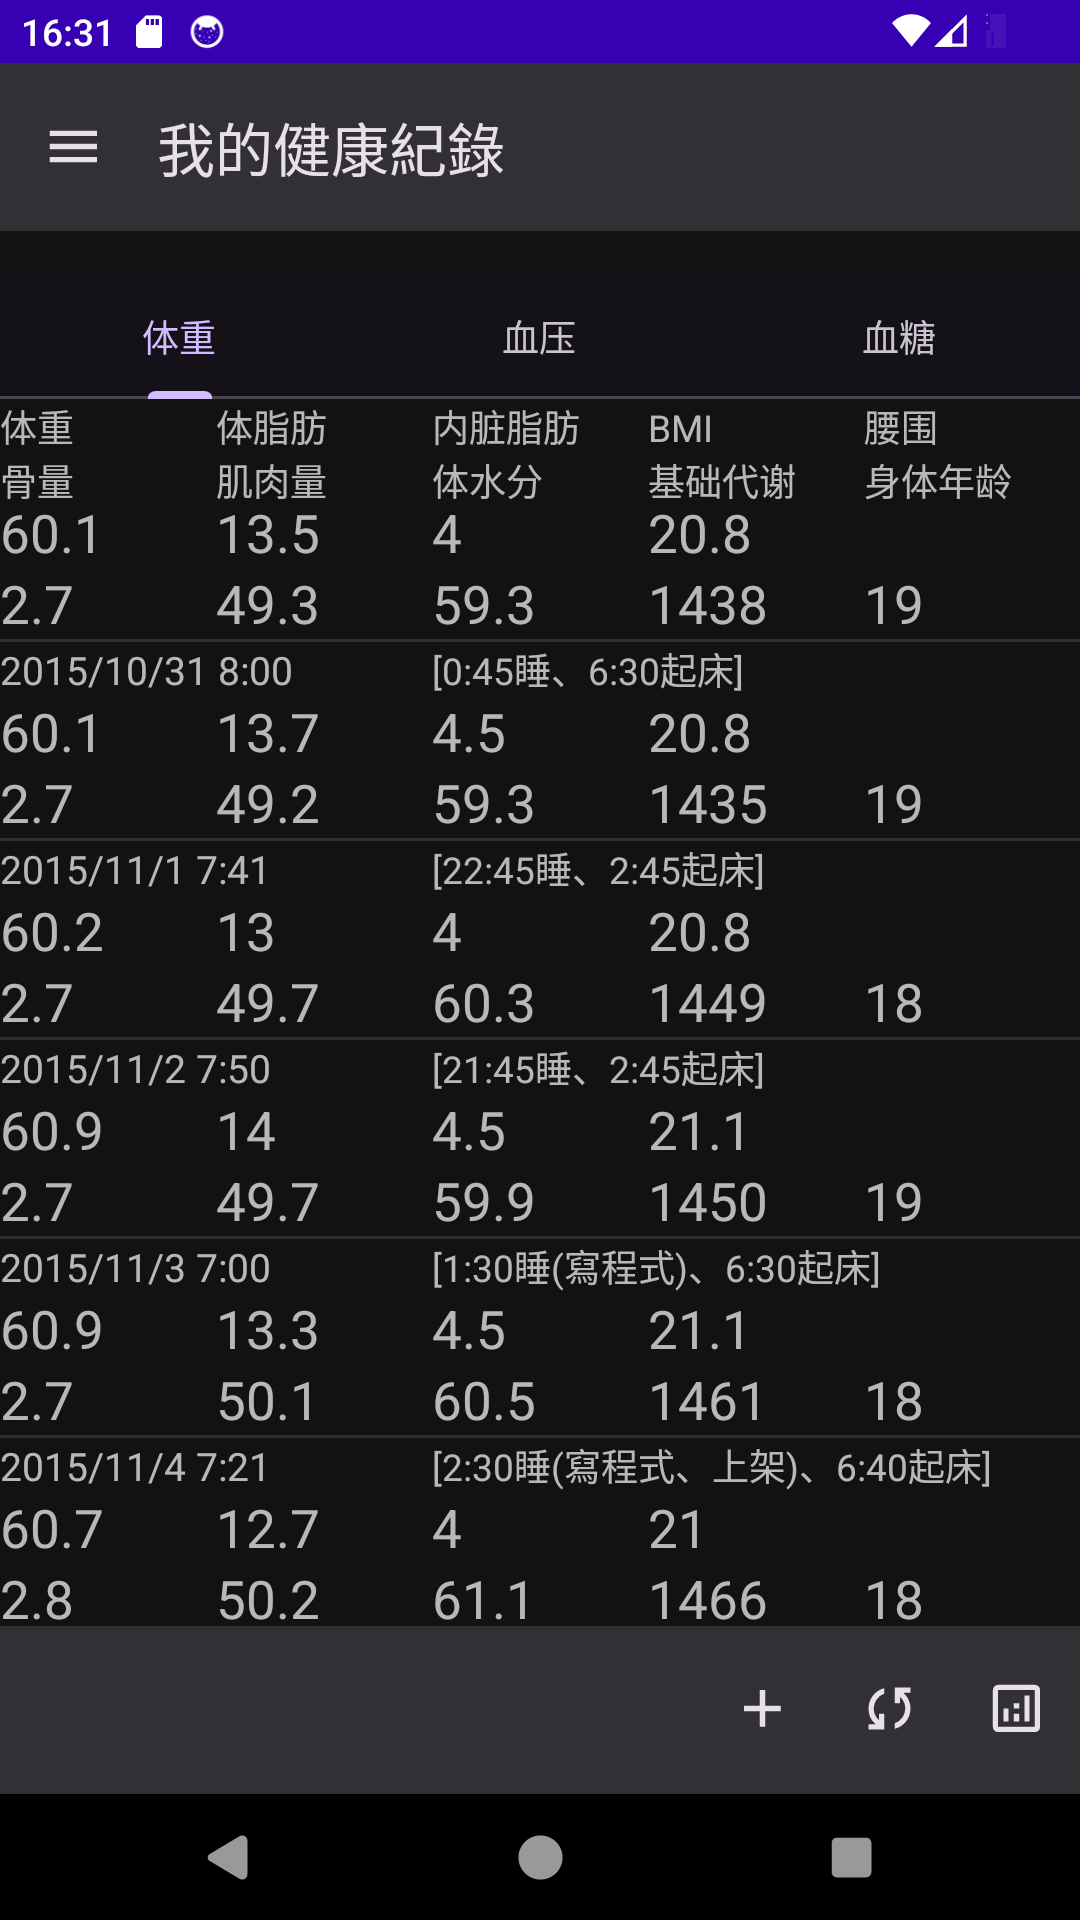 16:31
我的健康紀錄
体重 血压 血糖
体重 体脂肪 内脏脂肪 BMI 腰围
骨量 肌肉量 体水分 基础代谢 身体年龄
60.1 13.5 4 20.8
2.7 49.3 59.3 1438 19
2015/10/31 8:00 [0:45睡、6:30起床]
60.1 13.7 4.5 20.8
2.7 49.2 59.3 1435 19
2015/11/1 7:41 [22:45睡、2:45起床]
60.2 13 4 20.8
2.7 49.7 60.3 1449 18
2015/11/2 7:50 [21:45睡、2:45起床]
60.9 14 4.5 21.1
2.7 49.7 59.9 1450 19
2015/11/3 7:00 [1:30睡(寫程式)、6:30起床]
60.9 13.3 4.5 21.1
2.7 50.1 60.5 1461 18
2015/11/4 7:21 [2:30睡(寫程式、上架)、6:40起床]
60.7 12.7 4 21
2.8 50.2 61.1 1466 18